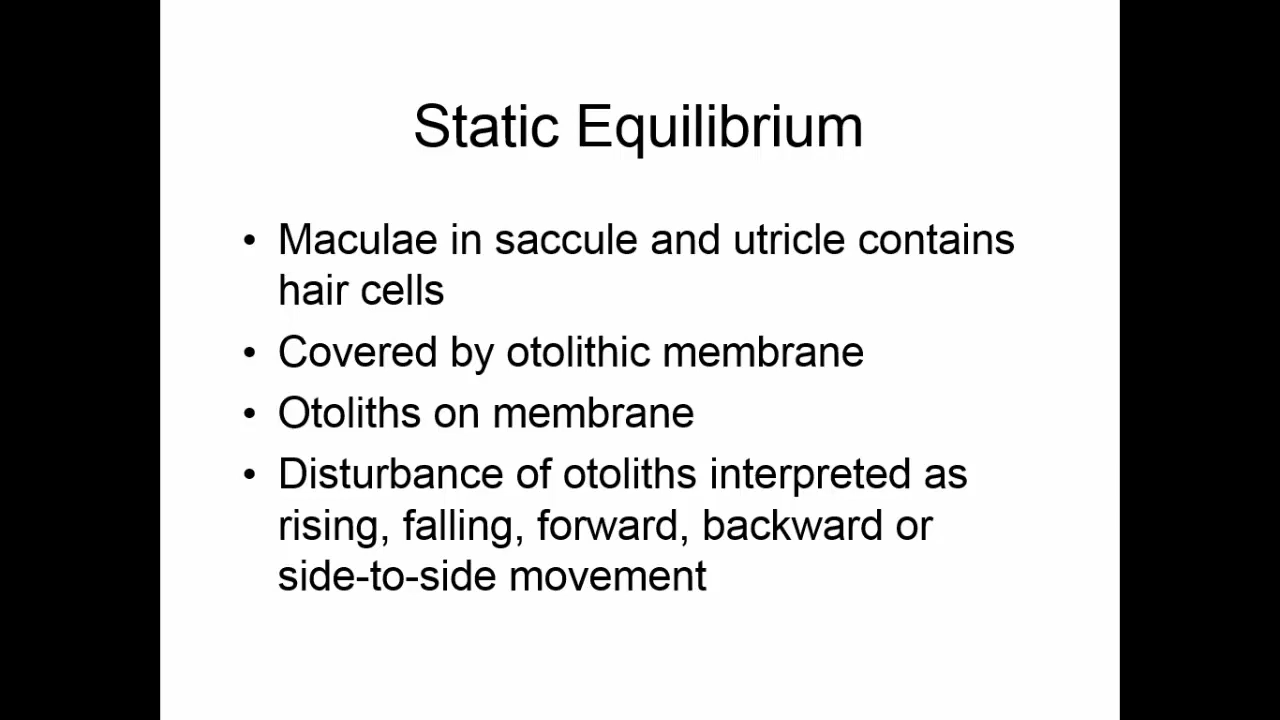 Static Equilibrium
• Maculae in saccule and utricle contains
hair cells
• Covered by otolithic membrane
• Otoliths on membrane
• Disturbance of otoliths interpreted as
rising, falling, forward, backward or
side-to-side movement